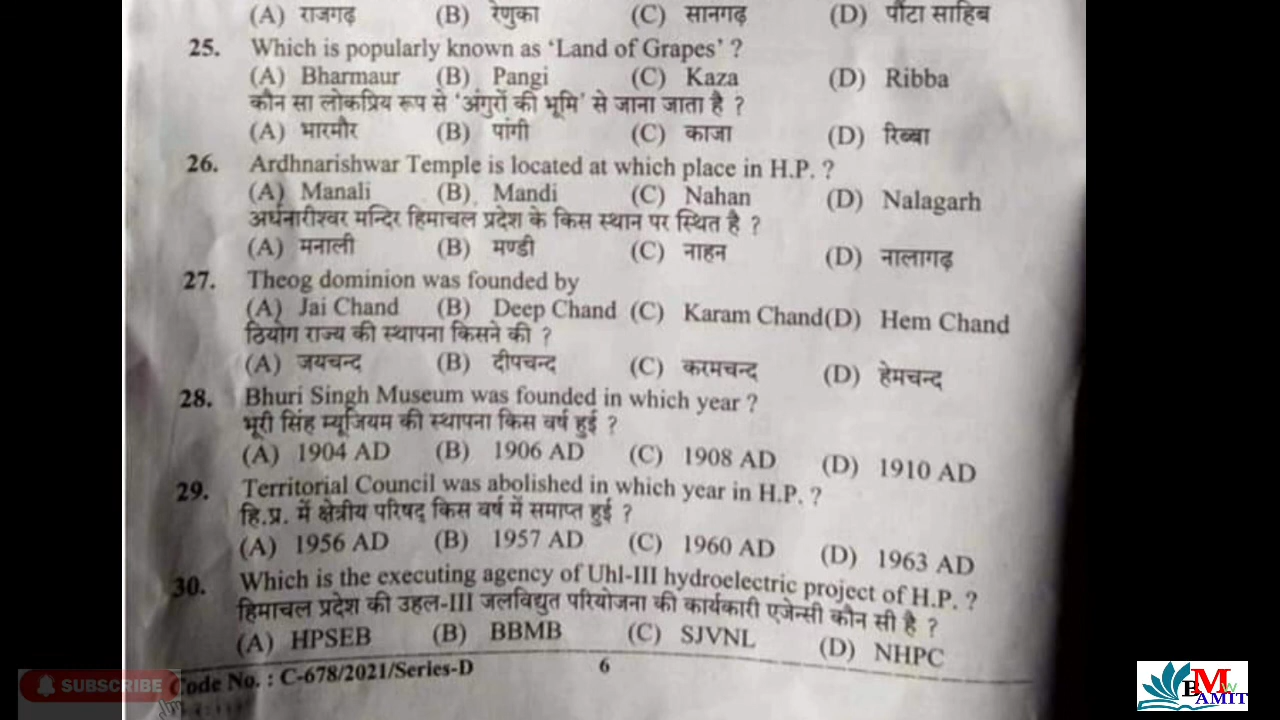 (A) राजगढ़ (B) रेणुका (C) सानगढ़ (D) पौंटा साहिब
25. Which is popularly known as ‘Land of Grapes’ ?
(A) Bharmaur (B) Pangi (C) Kaza (D) Ribba
कौन सा लोकप्रिय रूप से ‘अंगुरों की भूमि’ से जाना जाता है ?
(A) भारमौर (B) पांगी (C) काजा (D) रिब्बा
26. Ardhnarishwar Temple is located at which place in H.P. ?
(A) Manali (B) Mandi (C) Nahan (D) Nalagarh
अर्धनारीश्वर मन्दिर हिमाचल प्रदेश के किस स्थान पर स्थित है ?
(A) मनाली (B) मण्डी (C) नाहन (D) नालागढ़
27. Theog dominion was founded by
(A) Jai Chand (B) Deep Chand (C) Karam Chand (D) Hem Chand
ठियोग राज्य की स्थापना किसने की ?
(A) जयचन्द (B) दीपचन्द (C) करमचन्द (D) हेमचन्द
28. Bhuri Singh Museum was founded in which year ?
भूरी सिंह म्यूजियम की स्थापना किस वर्ष हुई ?
(A) 1904 AD (B) 1906 AD (C) 1908 AD (D) 1910 AD
29. Territorial Council was abolished in which year in H.P. ?
हि.प्र. में क्षेत्रीय परिषद् किस वर्ष में समाप्त हुई ?
(A) 1956 AD (B) 1957 AD (C) 1960 AD (D) 1963 AD
30. Which is the executing agency of Uhl-III hydroelectric project of H.P. ?
हिमाचल प्रदेश की उहल-III जलविद्युत परियोजना की कार्यकारी एजेन्सी कौन सी है ?
(A) HPSEB (B) BBMB (C) SJVNL (D) NHPC
Code No. : C-678/2021/Series-D 6
SUBSCRIBE
AMIT